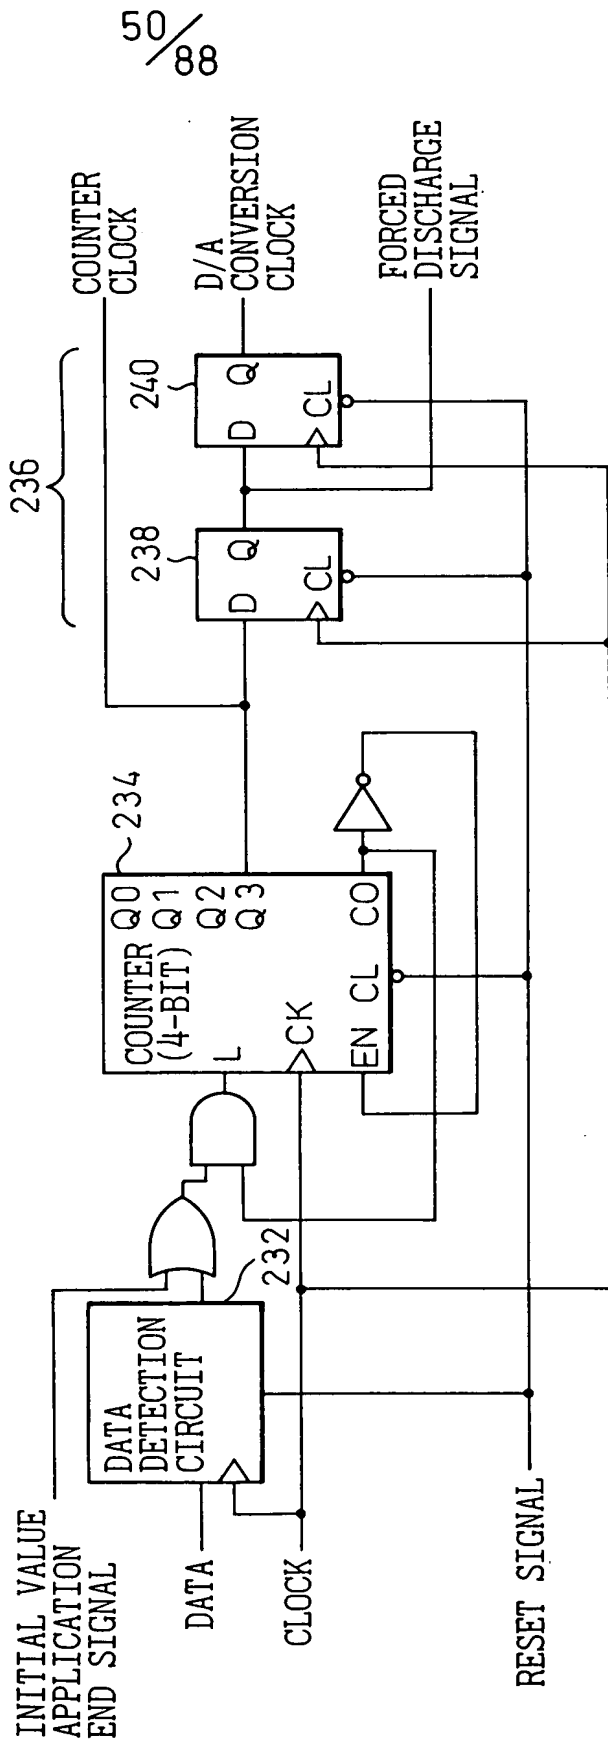 50/88
236
COUNTER
CLOCK
D/A
CONVERSION
CLOCK
FORCED
DISCHARGE
SIGNAL
240
D Q
CL
238
D Q
CL
234
COUNTER
(4-BIT)
Q0
Q1
Q2
Q3
L
CK
EN CL CO
232
DATA
DETECTION
CIRCUIT
INITIAL VALUE
APPLICATION
END SIGNAL
DATA
CLOCK
RESET SIGNAL